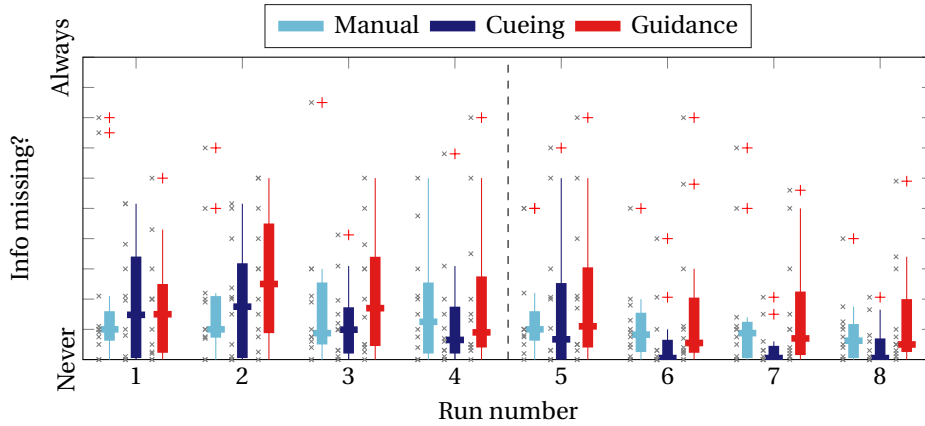 Manual Cueing Guidance
Always
Info missing?
Never
1 2 3 4 5 6 7 8
Run number